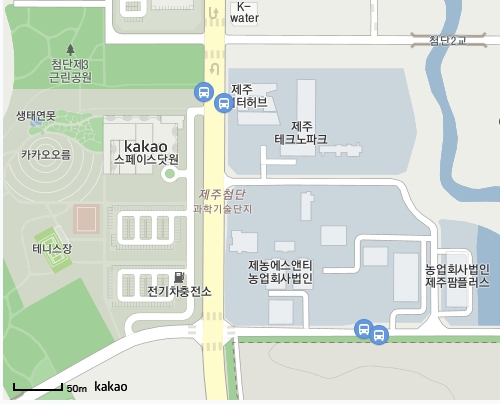 K-
water
첨단2교
첨단제3
근린공원
제주
터허브
생태연못
카카오오름
kakao
스페이스닷원
제주
테크노파크
제주첨단
과학기술단지
테니스장
제농에스앤티
농업회사법인
농업회사법인
제주팜플러스
전기차충전소
50m kakao